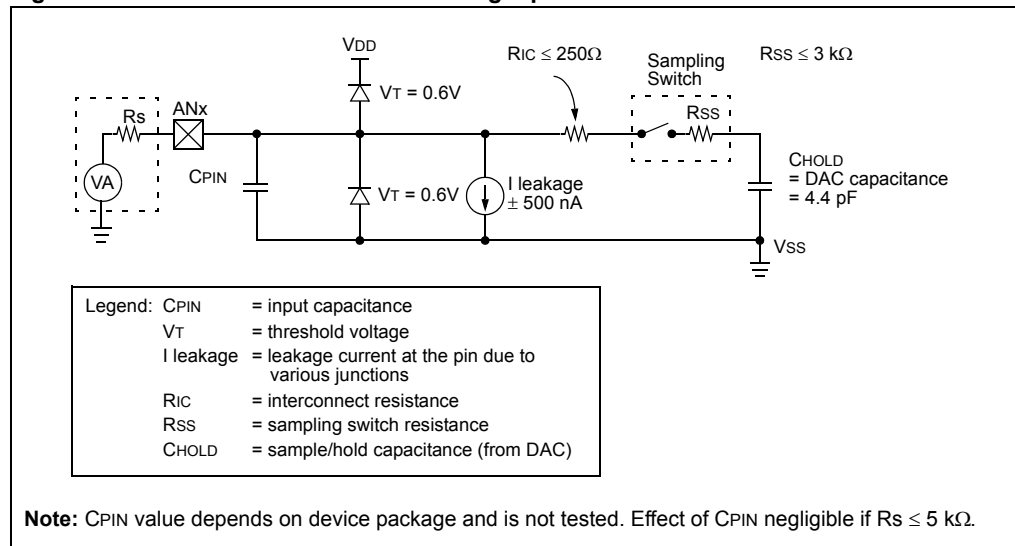 VDD
RIC ≤ 250Ω
Sampling
Switch
RSS ≤ 3 kΩ
VT = 0.6V
Rs
ANx
RSS
VA
CPIN
VT = 0.6V
I leakage
± 500 nA
CHOLD
= DAC capacitance
= 4.4 pF
VSS
Legend: CPIN = input capacitance
VT = threshold voltage
I leakage = leakage current at the pin due to
various junctions
RIC = interconnect resistance
RSS = sampling switch resistance
CHOLD = sample/hold capacitance (from DAC)
Note: CPIN value depends on device package and is not tested. Effect of CPIN negligible if Rs ≤ 5 kΩ.